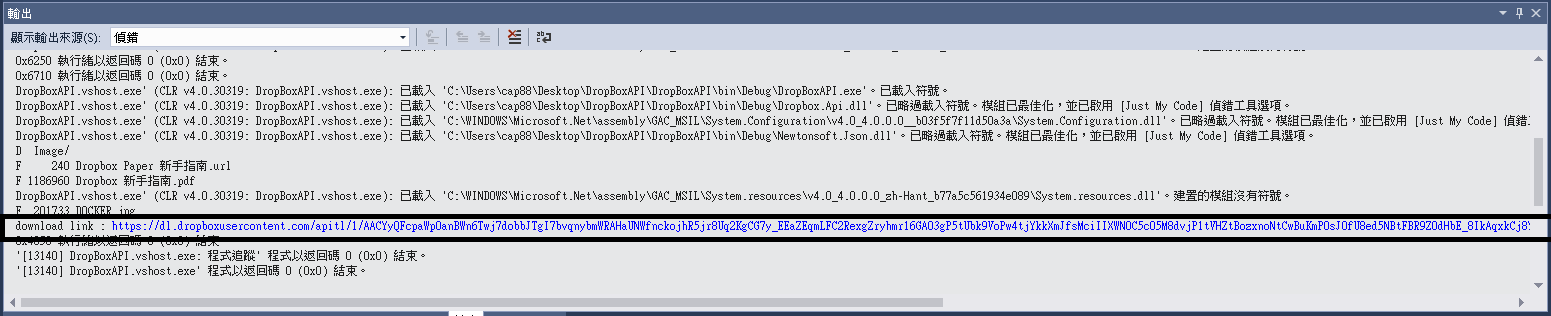 輸出
顯示輸出來源(S): 偵錯
0x6250 執行緒以返回碼 0 (0x0) 結束。
0x6710 執行緒以返回碼 0 (0x0) 結束。
DropBoxAPI.vshost.exe' (CLR v4.0.30319: DropBoxAPI.vshost.exe): 已載入 'C:\Users\cap88\Desktop\DropBoxAPI\DropBoxAPI\bin\Debug\DropBoxAPI.exe'。已載入符號。
DropBoxAPI.vshost.exe' (CLR v4.0.30319: DropBoxAPI.vshost.exe): 已載入 'C:\Users\cap88\Desktop\DropBoxAPI\DropBoxAPI\bin\Debug\Dropbox.Api.dll'。已略過載入符號。模組已最佳化，並已啟用 [Just My Code] 偵錯工具選項。
DropBoxAPI.vshost.exe' (CLR v4.0.30319: DropBoxAPI.vshost.exe): 已載入 'C:\WINDOWS\Microsoft.Net\assembly\GAC_MSIL\System.Configuration\v4.0_4.0.0.0__b03f5f7f11d50a3a\System.Configuration.dll'。已略過載入符號。模組已最佳化，並已啟用 [Just My Code] 偵錯
DropBoxAPI.vshost.exe' (CLR v4.0.30319: DropBoxAPI.vshost.exe): 已載入 'C:\Users\cap88\Desktop\DropBoxAPI\DropBoxAPI\bin\Debug\Newtonsoft.Json.dll'。已略過載入符號。模組已最佳化，並已啟用 [Just My Code] 偵錯工具選項。
D Image/
F 240 Dropbox Paper 新手指南.url
F 1186960 Dropbox 新手指南.pdf
DropBoxAPI.vshost.exe' (CLR v4.0.30319: DropBoxAPI.vshost.exe): 已載入 'C:\WINDOWS\Microsoft.Net\assembly\GAC_MSIL\System.resources\v4.0_4.0.0.0_zh-Hant_b77a5c561934e089\System.resources.dll'。建置的模組沒有符號。
F 201733 DOCKER.jpg
download link :
執行緒以返回碼 0 (0x0) 結束
'[13140] DropBoxAPI.vshost.exe: 程式追蹤' 程式以返回碼 0 (0x0) 結束。
'[13140] DropBoxAPI.vshost.exe' 程式以返回碼 0 (0x0) 結束。